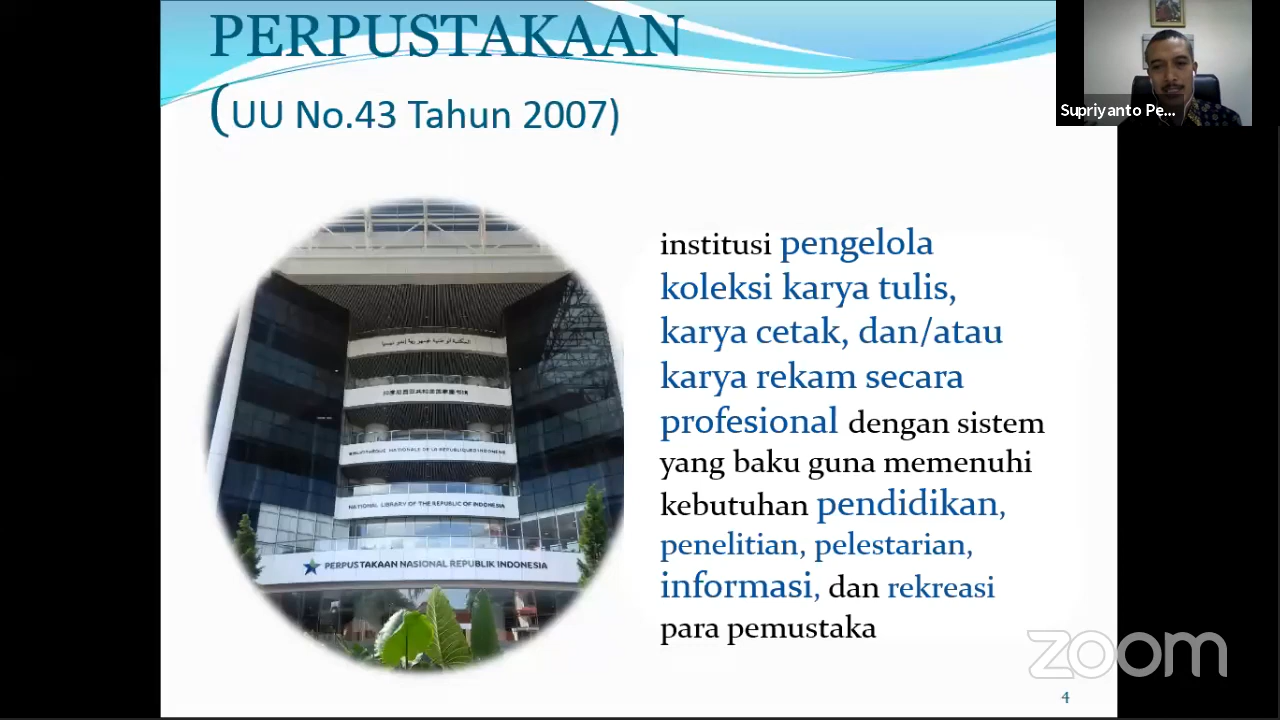 PERPUSTAKAAN
(UU No.43 Tahun 2007)
Supriyanto Pe...
institusi pengelola
koleksi karya tulis,
karya cetak, dan/atau
karya rekam secara
profesional dengan sistem
yang baku guna memenuhi
kebutuhan pendidikan,
penelitian, pelestarian,
informasi, dan rekreasi
para pemustaka
NATIONAL LIBRARY OF THE REPUBLIC OF INDONESIA
PERPUSTAKAAN NASIONAL REPUBLIK INDONESIA
zoom
4